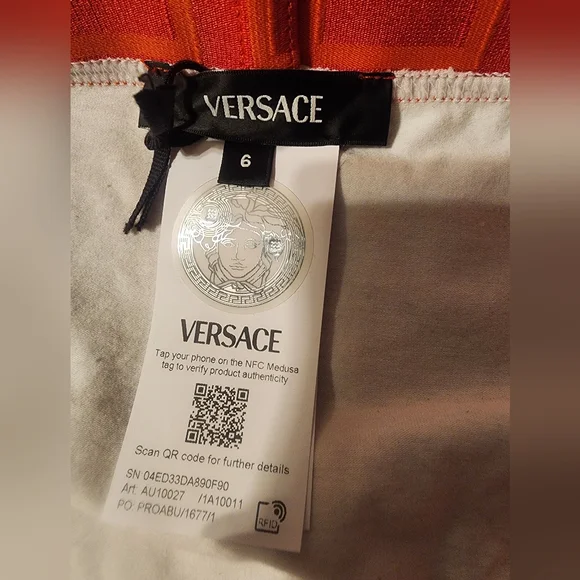 VERSACE
6
VERSACE
Tap your phone on the NFC Medusa
tag to verify product authenticity
Scan QR code for further details
SN 04ED33DA890F90
Art: AU10027 /1A10011
PO: PROABU/1677/1
RFID